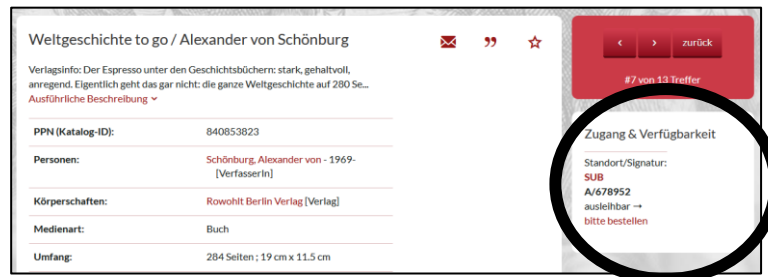 Weltgeschichte to go / Alexander von Schönburg
Verlagsinfo: Der Espresso unter den Geschichtsbüchern: stark, gehaltvoll,
anregend. Eigentlich geht das gar nicht: die ganze Weltgeschichte auf 280 Se...
Ausführliche Beschreibung
PPN (Katalog-ID): 840853823
Personen: Schönburg, Alexander von - 1969-
[VerfasserIn]
Körperschaften: Rowohlt Berlin Verlag [Verlag]
Medienart: Buch
Umfang: 284 Seiten ; 19 cm x 11.5 cm
‹ › zurück
#7 von 13 Treffer
Zugang & Verfügbarkeit
Standort/Signatur:
SUB
A/678952
ausleihbar →
bitte bestellen